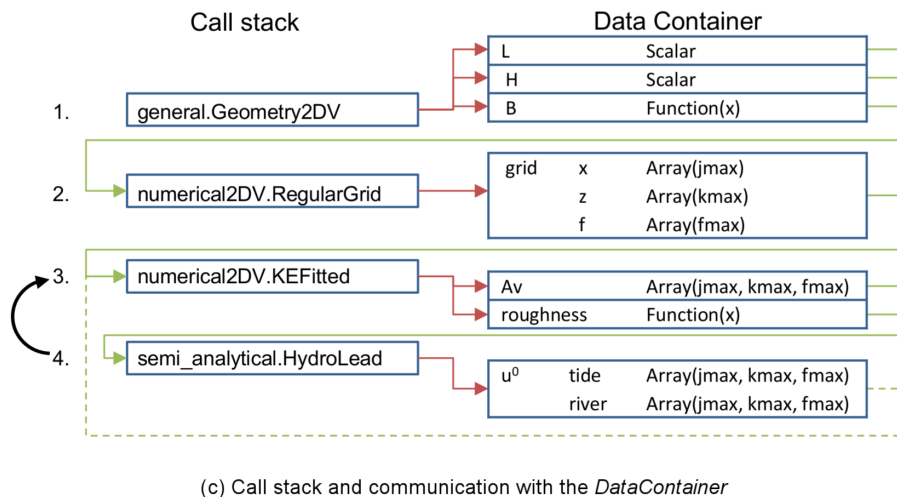 Call stack Data Container
L Scalar
H Scalar
1. general.Geometry2DV B Function(x)
grid x Array(jmax)
2. numerical2DV.RegularGrid z Array(kmax)
f Array(fmax)
3. numerical2DV.KEFitted Av Array(jmax, kmax, fmax)
roughness Function(x)
4. semi_analytical.HydroLead u⁰ tide Array(jmax, kmax, fmax)
river Array(jmax, kmax, fmax)
(c) Call stack and communication with the DataContainer